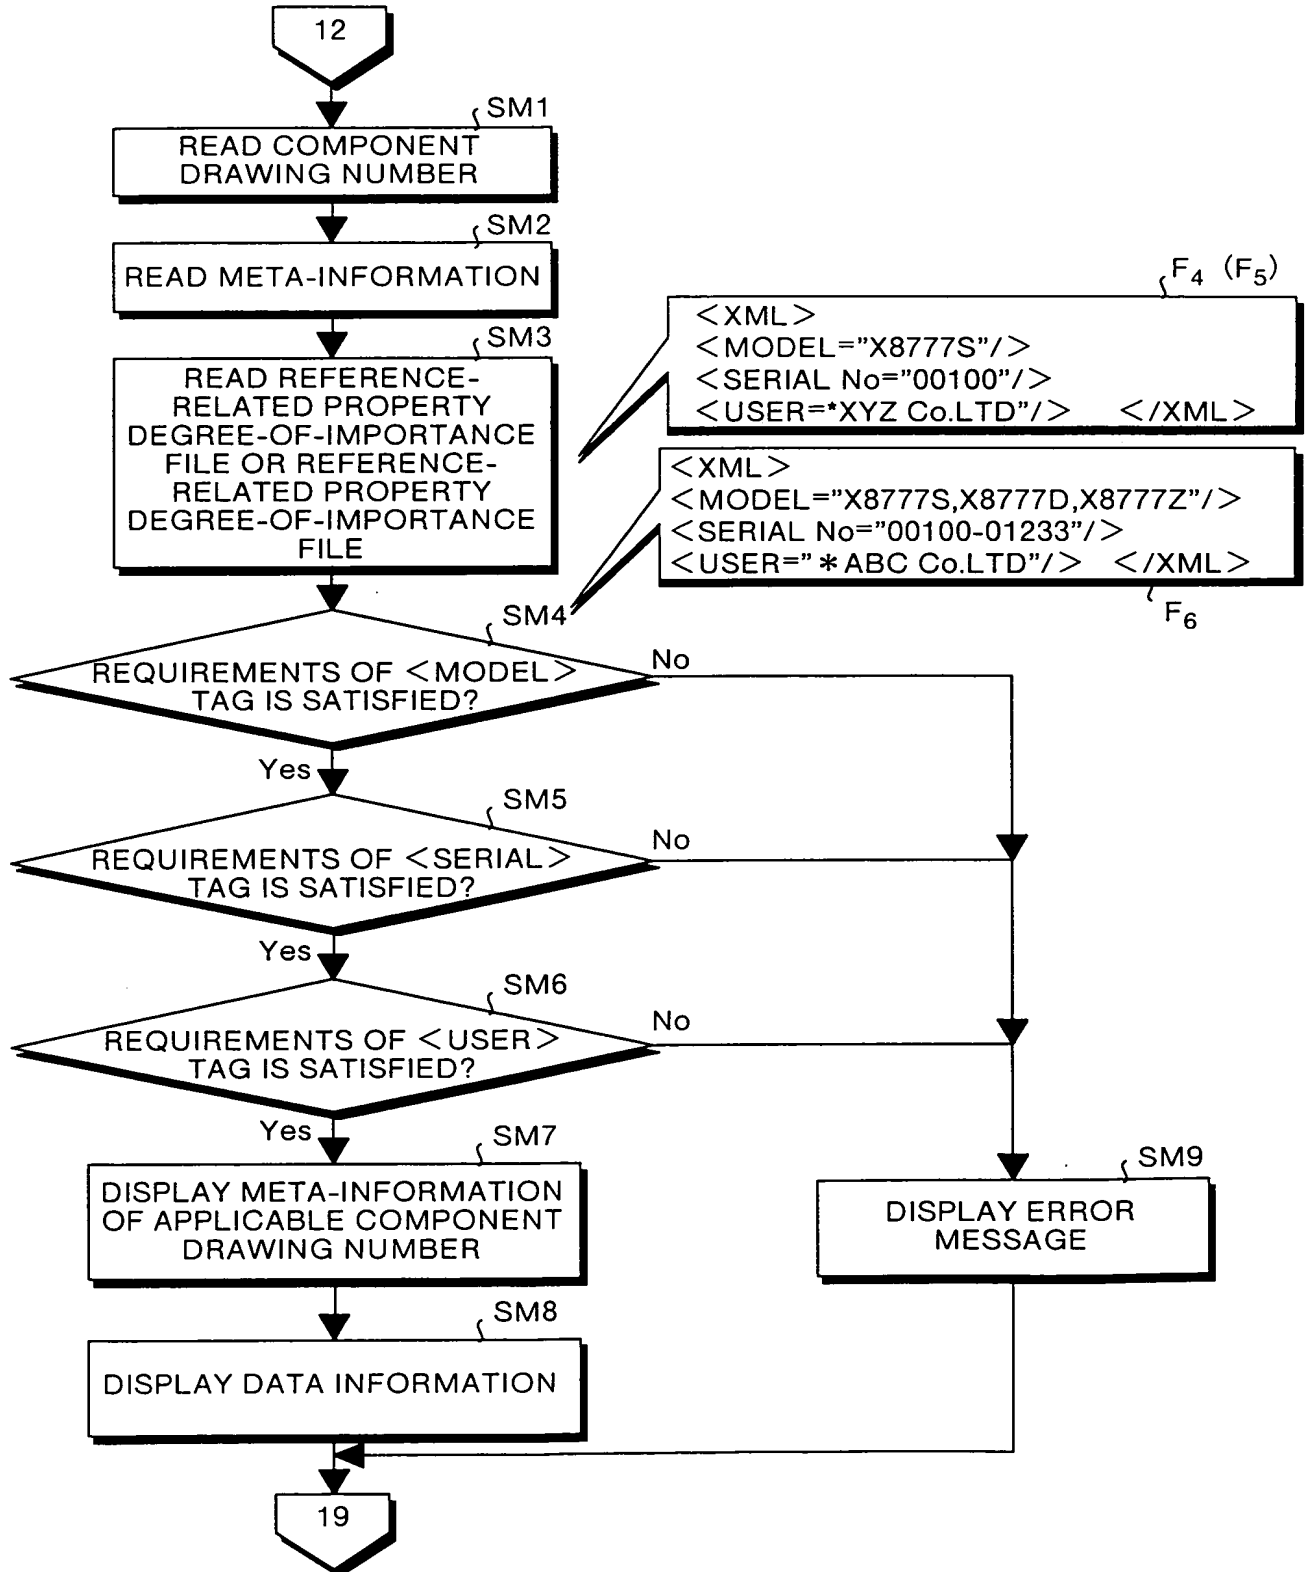 12
SM1
READ COMPONENT
DRAWING NUMBER
SM2
READ META-INFORMATION
SM3
READ REFERENCE-
RELATED PROPERTY
DEGREE-OF-IMPORTANCE
FILE OR REFERENCE-
RELATED PROPERTY
DEGREE-OF-IMPORTANCE
FILE
F4 (F5)
<XML>
<MODEL="X8777S"/>
<SERIAL No="00100"/>
<USER=*XYZ Co.LTD"/> </XML>
<XML>
<MODEL="X8777S,X8777D,X8777Z"/>
<SERIAL No="00100-01233"/>
<USER="*ABC Co.LTD"/> </XML>
F6
SM4
REQUIREMENTS OF <MODEL>
TAG IS SATISFIED?
No
Yes
SM5
REQUIREMENTS OF <SERIAL>
TAG IS SATISFIED?
No
Yes
SM6
REQUIREMENTS OF <USER>
TAG IS SATISFIED?
No
Yes
SM7
DISPLAY META-INFORMATION
OF APPLICABLE COMPONENT
DRAWING NUMBER
SM9
DISPLAY ERROR
MESSAGE
SM8
DISPLAY DATA INFORMATION
19